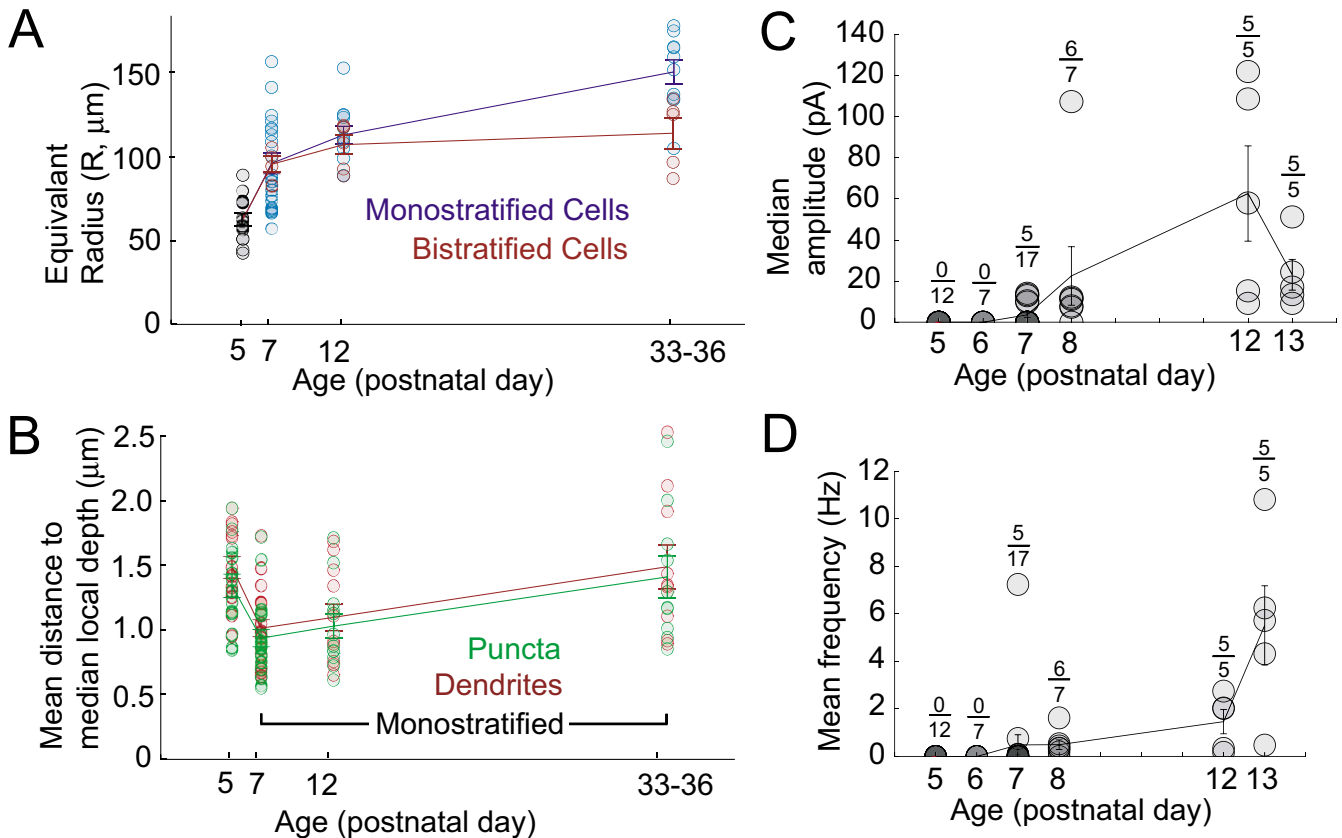 A
Equivalant
Radius (R, μm)
150
100
50
0
Monostratified Cells
Bistratified Cells
5 7 12 33-36
Age (postnatal day)
B
Mean distance to
median local depth (μm)
2.5
2.0
1.5
1.0
0.5
0
Puncta
Dendrites
Monostratified
5 7 12 33-36
Age (postnatal day)
C
Median
amplitude (pA)
140
120
100
80
60
40
20
0
0/12
0/7
5/17
6/7
5/5
5/5
5 6 7 8 12 13
Age (postnatal day)
D
Mean frequency (Hz)
12
10
8
6
4
2
0
0/12
0/7
5/17
6/7
5/5
5/5
5 6 7 8 12 13
Age (postnatal day)